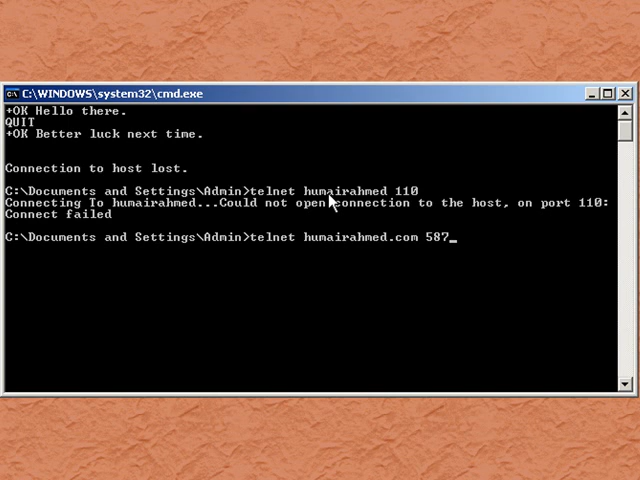 C:\WINDOWS\system32\cmd.exe
+OK Hello there.
QUIT
+OK Better luck next time.
Connection to host lost.
C:\Documents and Settings\Admin>telnet humairahmed 110
Connecting To humairahmed...Could not open connection to the host, on port 110:
Connect failed
C:\Documents and Settings\Admin>telnet humairahmed.com 587_